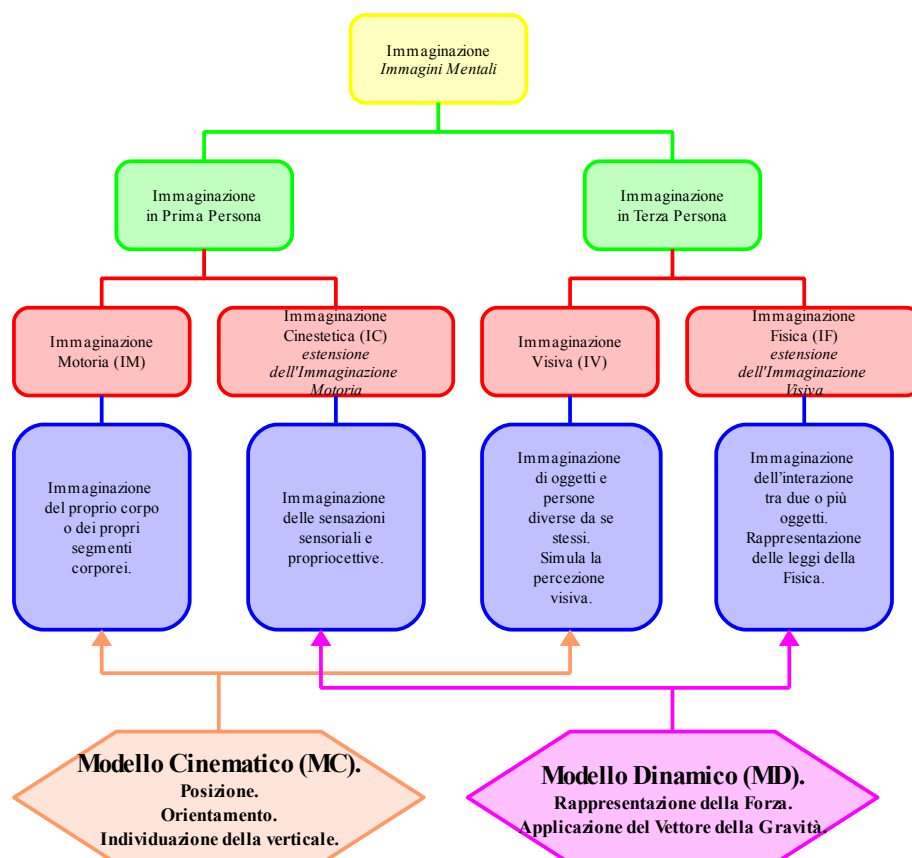 Immaginazione
Immagini Mentali
Immaginazione
in Prima Persona
Immaginazione
in Terza Persona
Immaginazione
Motoria (IM)
Immaginazione
Cinestetica (IC)
estensione
dell'Immaginazione
Motoria
Immaginazione
Visiva (IV)
Immaginazione
Fisica (IF)
estensione
dell'Immaginazione
Visiva
Immaginazione
del proprio corpo
o dei propri
segmenti
corporei.
Immaginazione
delle sensazioni
sensoriali e
propriocettive.
Immaginazione
di oggetti e
persone
diverse da se
stessi.
Simula la
percezione
visiva.
Immaginazione
dell'interazione
tra due o più
oggetti.
Rappresentazione
delle leggi della
Fisica.
Modello Cinematico (MC).
Posizione.
Orientamento.
Individuazione della verticale.
Modello Dinamico (MD).
Rappresentazione della Forza.
Applicazione del Vettore della Gravità.